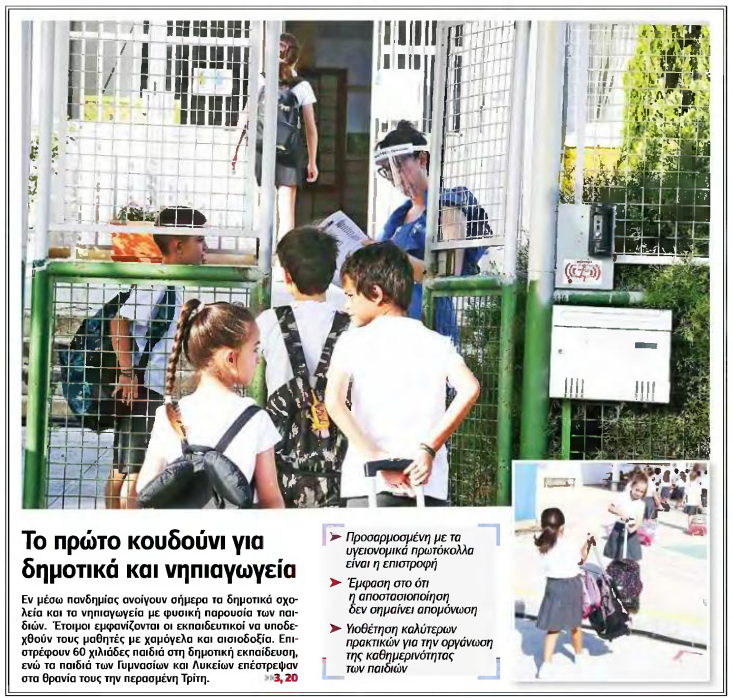 Το πρώτο κουδούνι για
δημοτικά και νηπιαγωγεία
Εν μέσω πανδημίας ανοίγουν σήμερα τα δημοτικά σχο-
λεία και τα νηπιαγωγεία με φυσική παρουσία των παι-
διών. Έτοιμοι εμφανίζονται οι εκπαιδευτικοί να υποδε-
χθούν τους μαθητές με χαμόγελα και αισιοδοξία. Επι-
στρέφουν 60 χιλιάδες παιδιά στη δημοτική εκπαίδευση,
ενώ τα παιδιά των Γυμνασίων και Λυκείων επέστρεψαν
στα θρανία τους την περασμένη Τρίτη. »3, 20
➤ Προσαρμοσμένη με τα
υγειονομικά πρωτόκολλα
είναι η επιστροφή
➤ Έμφαση στο ότι
η αποστασιοποίηση
δεν σημαίνει απομόνωση
➤ Υιοθέτηση καλύτερων
πρακτικών για την οργάνωση
της καθημερινότητας
των παιδιών